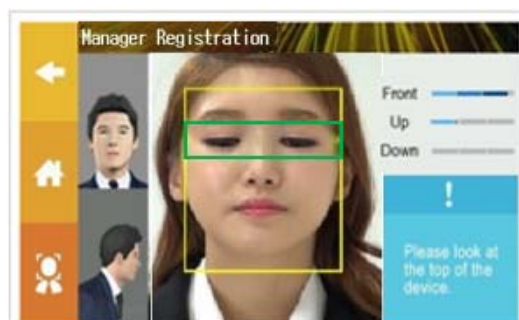 Manager Registration
Front
Up
Down
!
Please look at
the top of the
device.